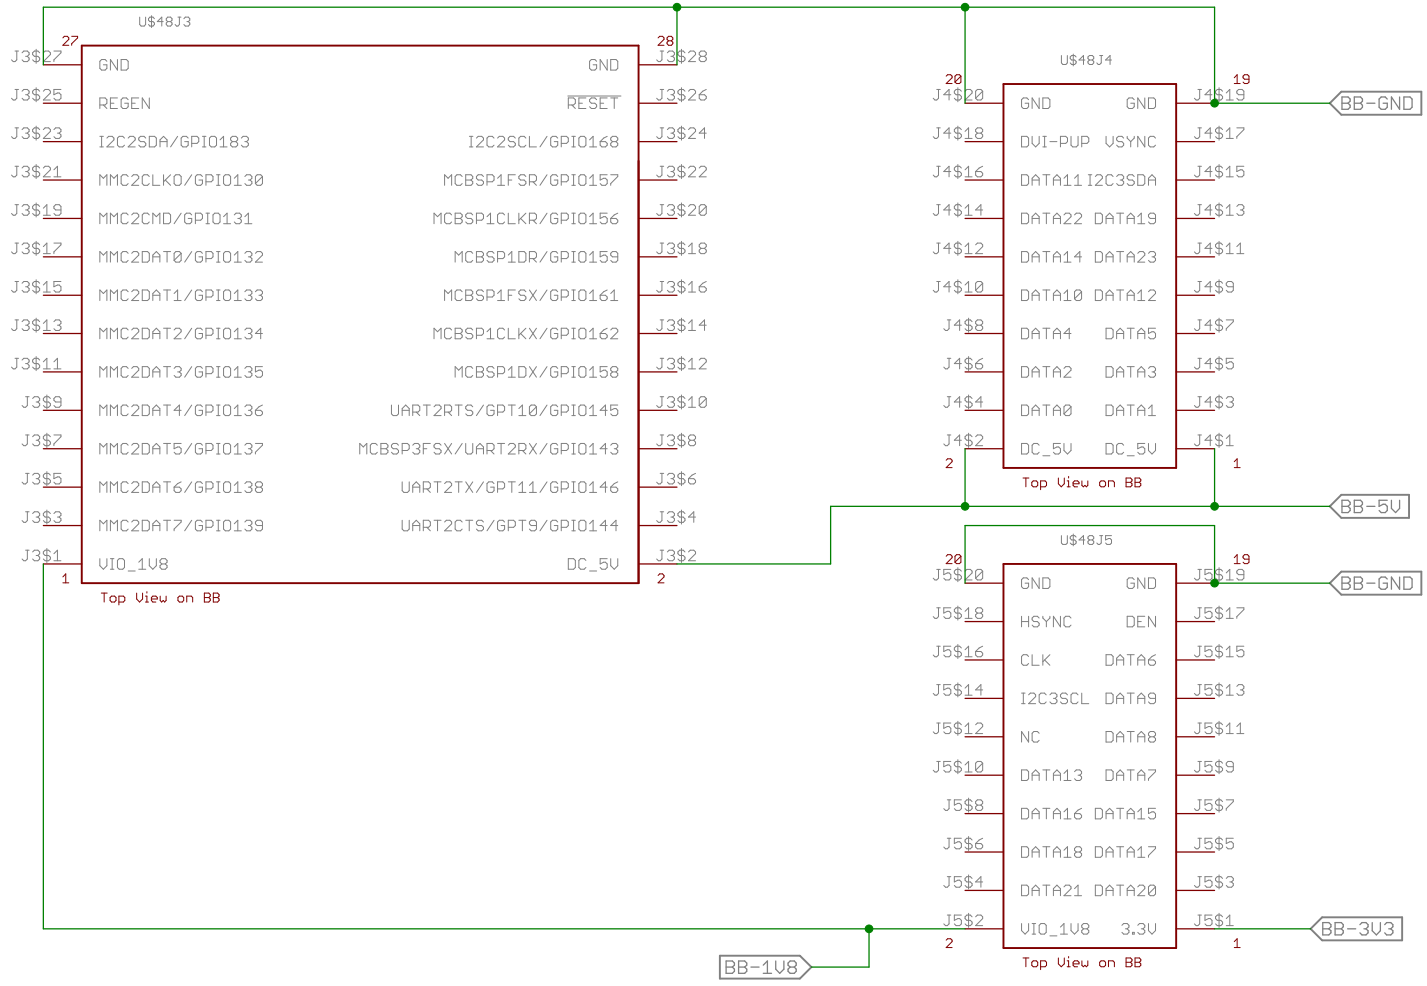 U$48J3
27
28
J3$27 GND GND J3$28
J3$25 REGEN RESET J3$26
J3$23 I2C2SDA/GPIO183 I2C2SCL/GPIO168 J3$24
J3$21 MMC2CLKO/GPIO130 MCBSP1FSR/GPIO157 J3$22
J3$19 MMC2CMD/GPIO131 MCBSP1CLKR/GPIO156 J3$20
J3$17 MMC2DAT0/GPIO132 MCBSP1DR/GPIO159 J3$18
J3$15 MMC2DAT1/GPIO133 MCBSP1FSX/GPIO161 J3$16
J3$13 MMC2DAT2/GPIO134 MCBSP1CLKX/GPIO162 J3$14
J3$11 MMC2DAT3/GPIO135 MCBSP1DX/GPIO158 J3$12
J3$9 MMC2DAT4/GPIO136 UART2RTS/GPT10/GPIO145 J3$10
J3$7 MMC2DAT5/GPIO137 MCBSP3FSX/UART2RX/GPIO143 J3$8
J3$5 MMC2DAT6/GPIO138 UART2TX/GPT11/GPIO146 J3$6
J3$3 MMC2DAT7/GPIO139 UART2CTS/GPT9/GPIO144 J3$4
J3$1 VIO_1V8 DC_5V J3$2
1
2
Top View on BB
U$48J4
20
19
J4$20 GND GND J4$19 BB-GND
J4$18 DVI-PUP VSYNC J4$17
J4$16 DATA11 I2C3SDA J4$15
J4$14 DATA22 DATA19 J4$13
J4$12 DATA14 DATA23 J4$11
J4$10 DATA10 DATA12 J4$9
J4$8 DATA4 DATA5 J4$7
J4$6 DATA2 DATA3 J4$5
J4$4 DATA0 DATA1 J4$3
J4$2 DC_5V DC_5V J4$1
2
1
Top View on BB
BB-5V
U$48J5
20
19
J5$20 GND GND J5$19 BB-GND
J5$18 HSYNC DEN J5$17
J5$16 CLK DATA6 J5$15
J5$14 I2C3SCL DATA9 J5$13
J5$12 NC DATA8 J5$11
J5$10 DATA13 DATA7 J5$9
J5$8 DATA16 DATA15 J5$7
J5$6 DATA18 DATA17 J5$5
J5$4 DATA21 DATA20 J5$3
J5$2 VIO_1V8 3.3V J5$1 BB-3V3
2
1
Top View on BB
BB-1V8